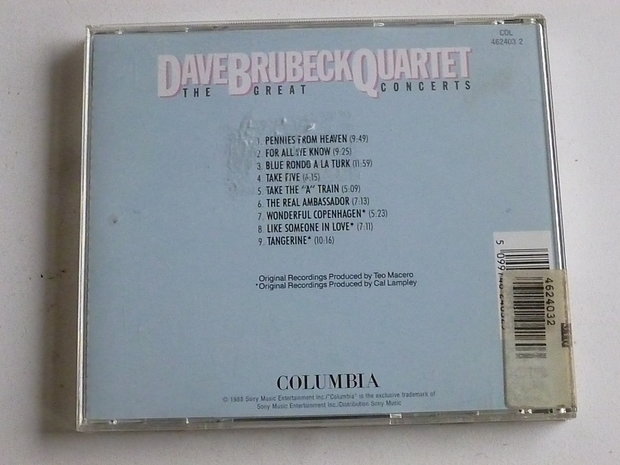 DAVE BRUBECK QUARTET
THE GREAT CONCERTS
CDL
462403 2
1. PENNIES FROM HEAVEN (9:49)
2. FOR ALL WE KNOW (9:25)
3. BLUE RONDO A LA TURK (11:59)
4. TAKE FIVE (6:15)
5. TAKE THE "A" TRAIN (5:09)
6. THE REAL AMBASSADOR (7:13)
7. WONDERFUL COPENHAGEN* (5:23)
8. LIKE SOMEONE IN LOVE* (7:11)
9. TANGERINE* (10:16)
Original Recordings Produced by Teo Macero
*Original Recordings Produced by Cal Lampley
COLUMBIA
© 1988 Sony Music Entertainment Inc./"Columbia" is the exclusive trademark of
Sony Music Entertainment Inc./Distribution Sony Music
4624032